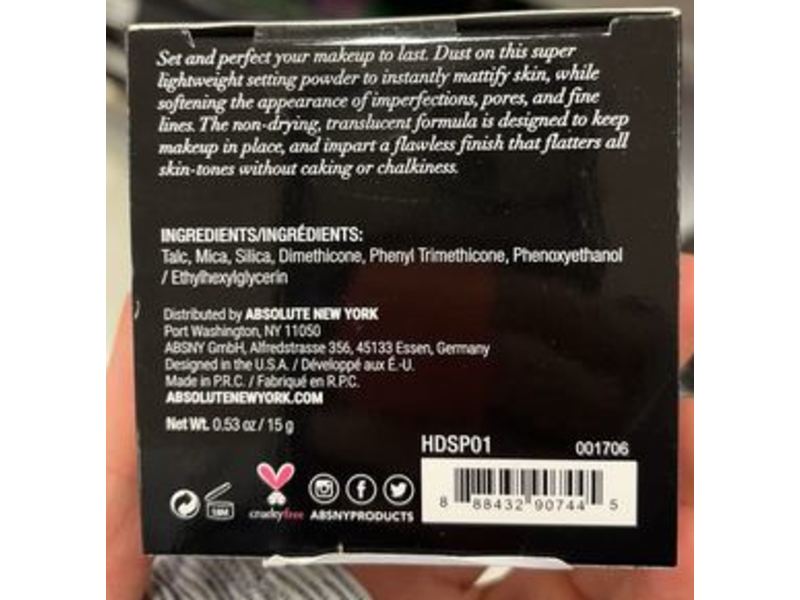 Set and perfect your makeup to last. Dust on this super
lightweight setting powder to instantly mattify skin, while
softening the appearance of imperfections, pores, and fine
lines. The non-drying, translucent formula is designed to keep
makeup in place, and impart a flawless finish that flatters all
skin-tones without caking or chalkiness.
INGREDIENTS/INGRÉDIENTS:
Talc, Mica, Silica, Dimethicone, Phenyl Trimethicone, Phenoxyethanol
/ Ethylhexylglycerin
Distributed by ABSOLUTE NEW YORK
Port Washington, NY 11050
ABSNY GmbH, Alfredstrasse 356, 45133 Essen, Germany
Designed in the U.S.A. / Développé aux É.-U.
Made in P.R.C. / Fabriqué en R.P.C.
ABSOLUTENEWYORK.COM
Net Wt. 0.53 oz / 15 g
HDSP01 001706
18M
crueltyfree
ABSNYPRODUCTS
8 88432 90744 5